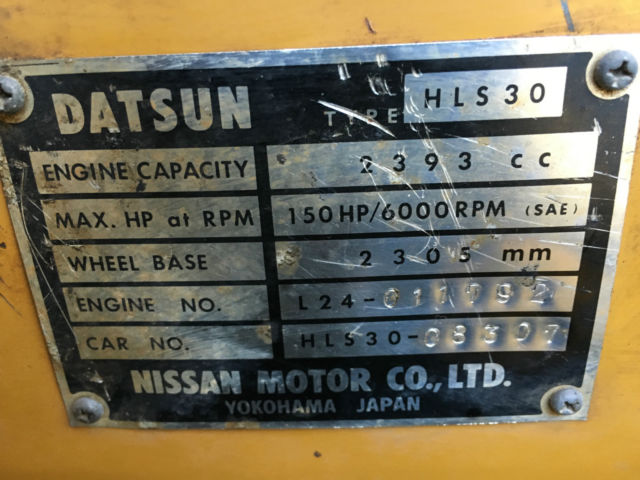 DATSUN TYPE HLS30
ENGINE CAPACITY 2393 CC
MAX. HP at RPM 150HP/6000RPM (SAE)
WHEEL BASE 2305 mm
ENGINE NO. L24-011792
CAR NO. HLS30-08307
NISSAN MOTOR CO., LTD.
YOKOHAMA JAPAN